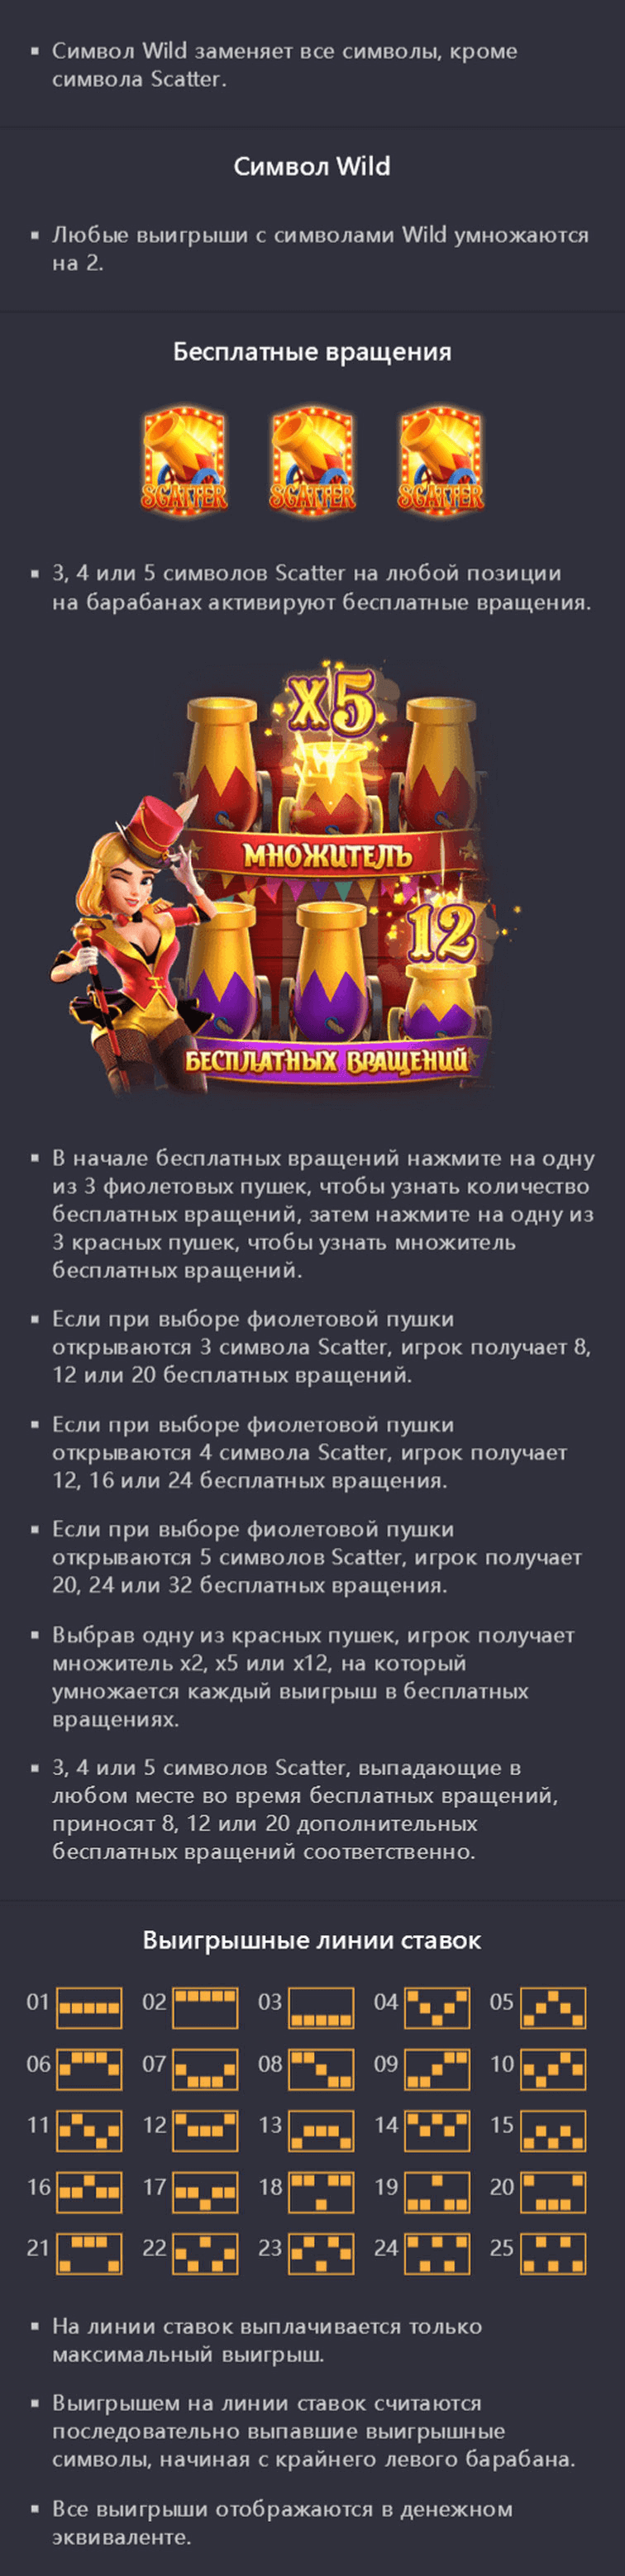 Символ Wild заменяет все символы, кроме
символа Scatter.
Символ Wild
Любые выигрыши с символами Wild умножаются
на 2.
Бесплатные вращения
SCATTER SCATTER SCATTER
3, 4 или 5 символов Scatter на любой позиции
на барабанах активируют бесплатные вращения.
x5
МНОЖИТЕЛЬ
12
БЕСПЛАТНЫХ ВРАЩЕНИЙ
В начале бесплатных вращений нажмите на одну
из 3 фиолетовых пушек, чтобы узнать количество
бесплатных вращений, затем нажмите на одну из
3 красных пушек, чтобы узнать множитель
бесплатных вращений.
Если при выборе фиолетовой пушки
открываются 3 символа Scatter, игрок получает 8,
12 или 20 бесплатных вращений.
Если при выборе фиолетовой пушки
открываются 4 символа Scatter, игрок получает
12, 16 или 24 бесплатных вращения.
Если при выборе фиолетовой пушки
открываются 5 символов Scatter, игрок получает
20, 24 или 32 бесплатных вращения.
Выбрав одну из красных пушек, игрок получает
множитель x2, x5 или x12, на который
умножается каждый выигрыш в бесплатных
вращениях.
3, 4 или 5 символов Scatter, выпадающие в
любом месте во время бесплатных вращений,
приносят 8, 12 или 20 дополнительных
бесплатных вращений соответственно.
Выигрышные линии ставок
01 02 03 04 05
06 07 08 09 10
11 12 13 14 15
16 17 18 19 20
21 22 23 24 25
На линии ставок выплачивается только
максимальный выигрыш.
Выигрышем на линии ставок считаются
последовательно выпавшие выигрышные
символы, начиная с крайнего левого барабана.
Все выигрыши отображаются в денежном
эквиваленте.